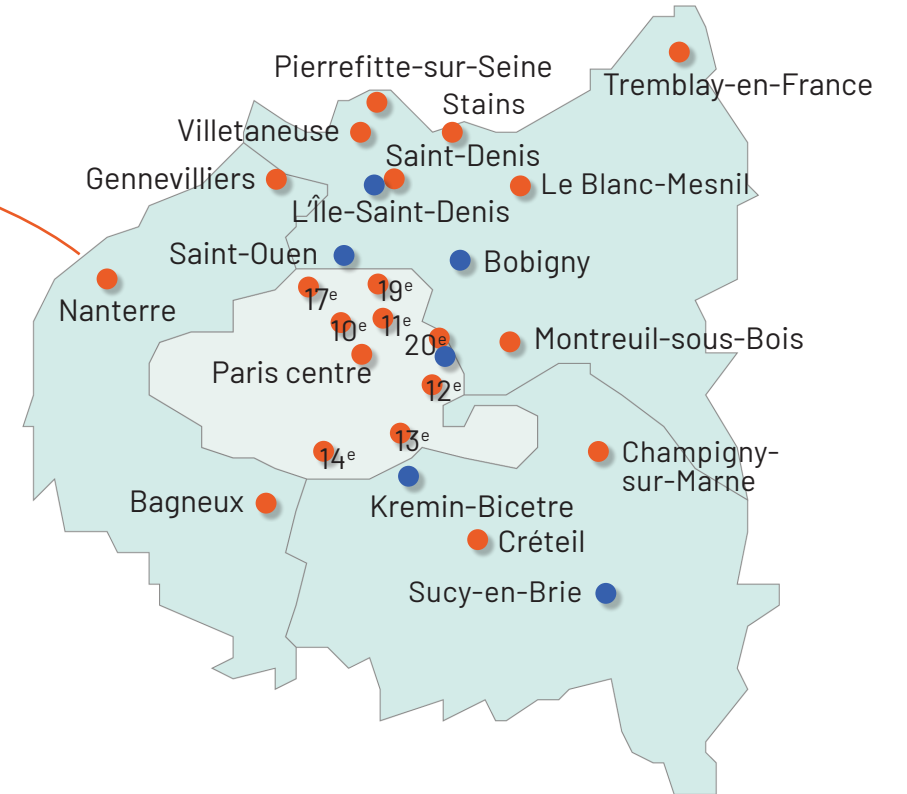 Pierrefitte-sur-Seine
Tremblay-en-France
Stains
Villetaneuse
Saint-Denis
Gennevilliers
Le Blanc-Mesnil
L'Île-Saint-Denis
Saint-Ouen
Bobigny
Nanterre
17e
19e
10e
11e
20e
Montreuil-sous-Bois
Paris centre
12e
13e
14e
Champigny-
sur-Marne
Bagneux
Kremin-Bicetre
Créteil
Sucy-en-Brie